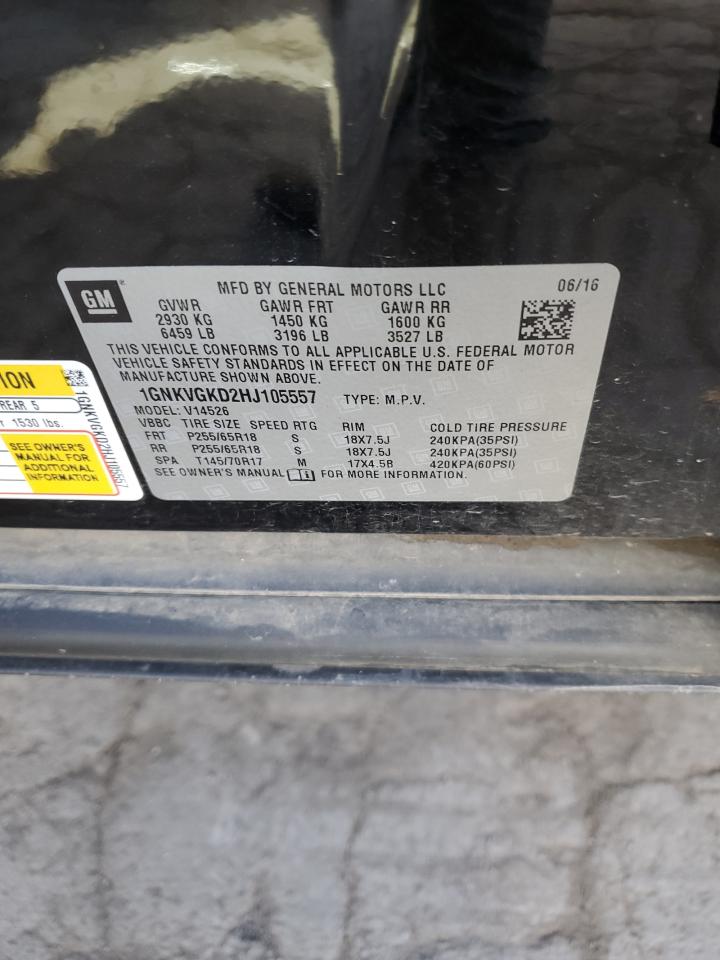 GM
MFD BY GENERAL MOTORS LLC 06/16
GVWR GAWR FRT GAWR RR
2930 KG 1450 KG 1600 KG
6459 LB 3196 LB 3527 LB
THIS VEHICLE CONFORMS TO ALL APPLICABLE U.S. FEDERAL MOTOR
VEHICLE SAFETY STANDARDS IN EFFECT ON THE DATE OF
MANUFACTURE SHOWN ABOVE.
1GNKVGKD2HJ105557 TYPE: M.P.V.
MODEL: V14526
VBBC TIRE SIZE SPEED RTG RIM COLD TIRE PRESSURE
FRT P255/65R18 S 18X7.5J 240KPA(35PSI)
RR P255/65R18 S 18X7.5J 240KPA(35PSI)
SPA T145/70R17 M 17X4.5B 420KPA(60PSI)
SEE OWNER'S MANUAL FOR MORE INFORMATION.
ION
REAR 5
1530 lbs.
SEE OWNER'S
MANUAL FOR
ADDITIONAL
INFORMATION
1GNKVGKD2HJ105557